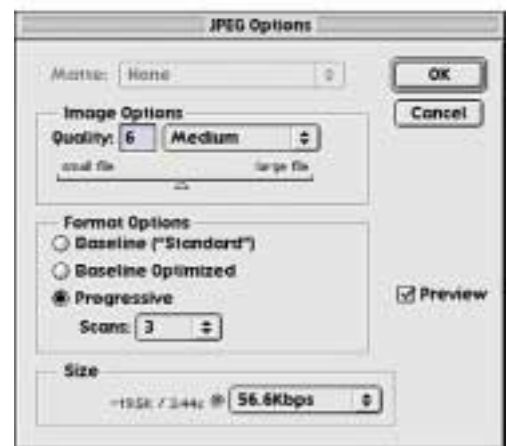 JPEG Options
Matte: None
OK
Image Options
Cancel
Quality: 6 Medium
small file large file
Format Options
Baseline ("Standard")
Baseline Optimized
Progressive
Preview
Scans: 3
Size
56.6Kbps